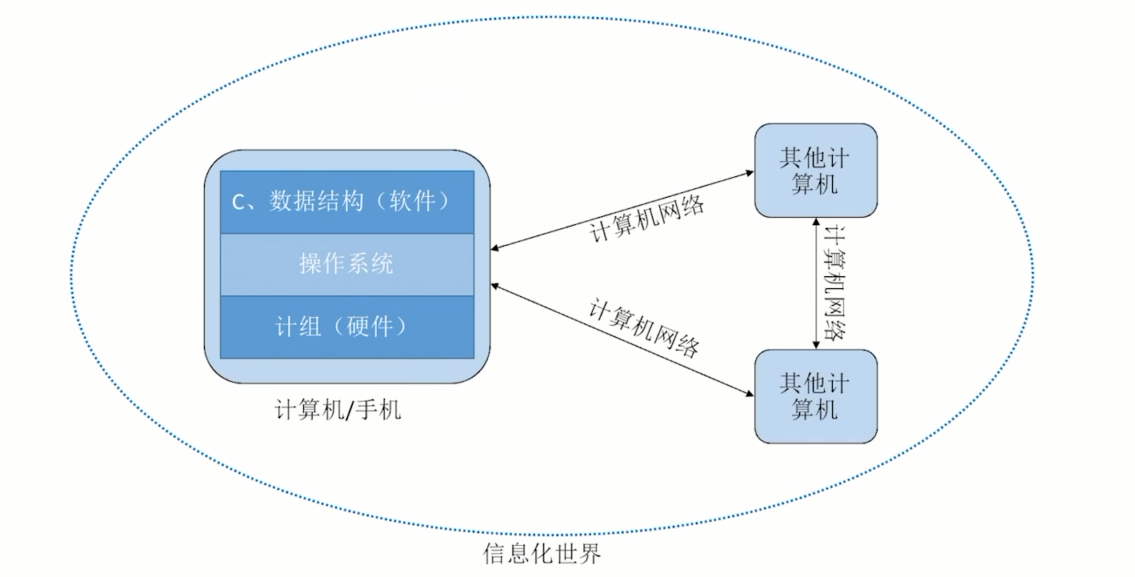 C、数据结构（软件）
操作系统
计组（硬件）
计算机/手机
计算机网络
计算机网络
其他计
算机
计算机网络
其他计
算机
信息化世界